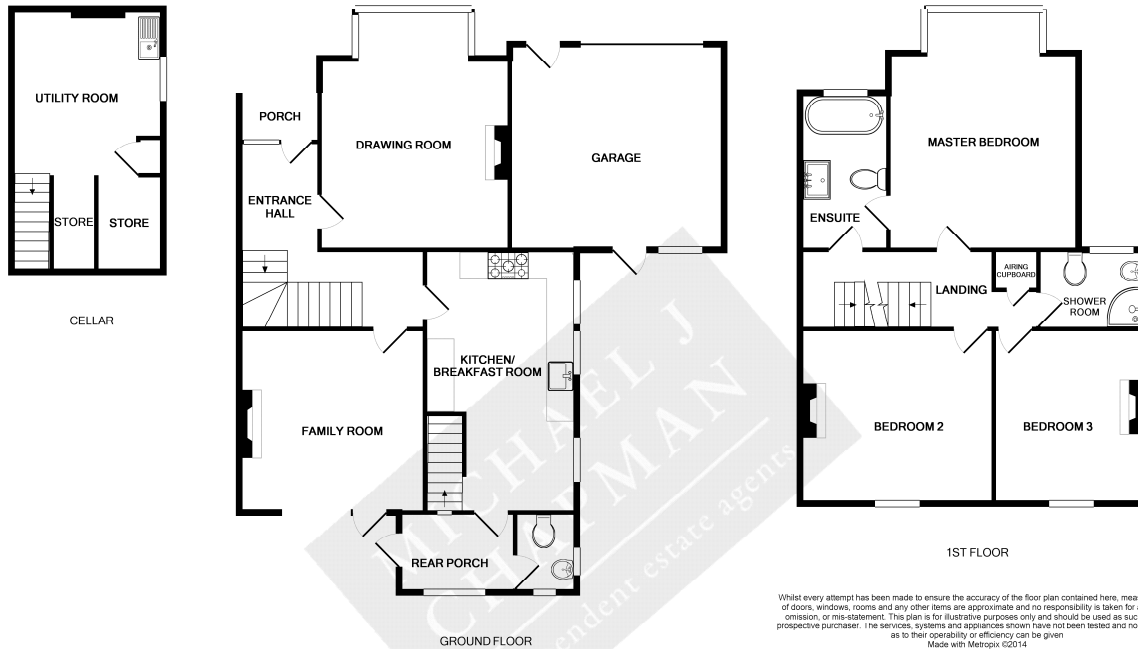 UTILITY ROOM
STORE
STORE
CELLAR
PORCH
DRAWING ROOM
GARAGE
ENTRANCE
HALL
KITCHEN/
BREAKFAST ROOM
FAMILY ROOM
REAR PORCH
GROUND FLOOR
MICHAEL J
CHAPMAN
estate agents
MASTER BEDROOM
ENSUITE
AIRING
CUPBOARD
LANDING
SHOWER
ROOM
BEDROOM 2
BEDROOM 3
1ST FLOOR
Whilst every attempt has been made to ensure the accuracy of the floor plan contained here,
of doors, windows, rooms and any other items are approximate and no responsibility is taken for
omission, or mis-statement. This plan is for illustrative purposes only and should be used as
prospective purchaser. The services, systems and appliances shown have not been tested and
as to their operability or efficiency can be given
Made with Metropix ©2014